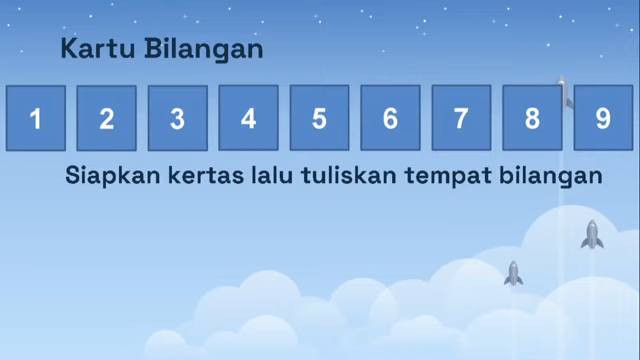 Kartu Bilangan
1 2 3 4 5 6 7 8 9
Siapkan kertas lalu tuliskan tempat bilangan